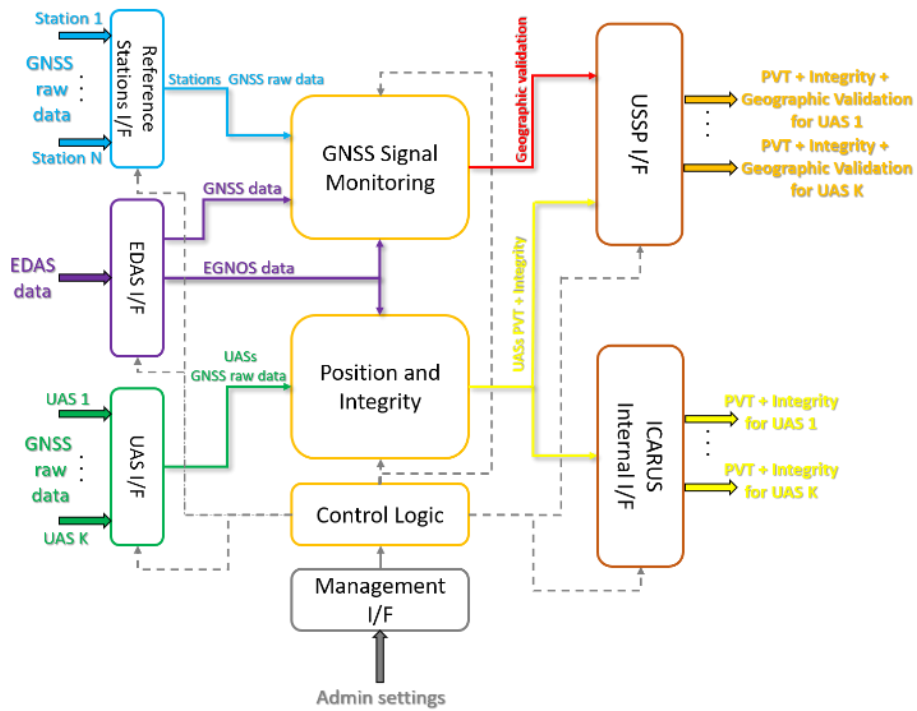 Station 1
GNSS
raw
data
Station N
Reference
Stations I/F
Stations GNSS raw data
GNSS Signal
Monitoring
Geographic validation
USSP I/F
PVT + Integrity +
Geographic Validation
for UAS 1
PVT + Integrity +
Geographic Validation
for UAS K
EDAS
data
EDAS I/F
GNSS data
EGNOS data
UASs PVT + Integrity
UAS 1
GNSS
raw
data
UAS K
UAS I/F
UASs
GNSS raw data
Position and
Integrity
ICARUS
Internal I/F
PVT + Integrity
for UAS 1
PVT + Integrity
for UAS K
Control Logic
Management
I/F
Admin settings